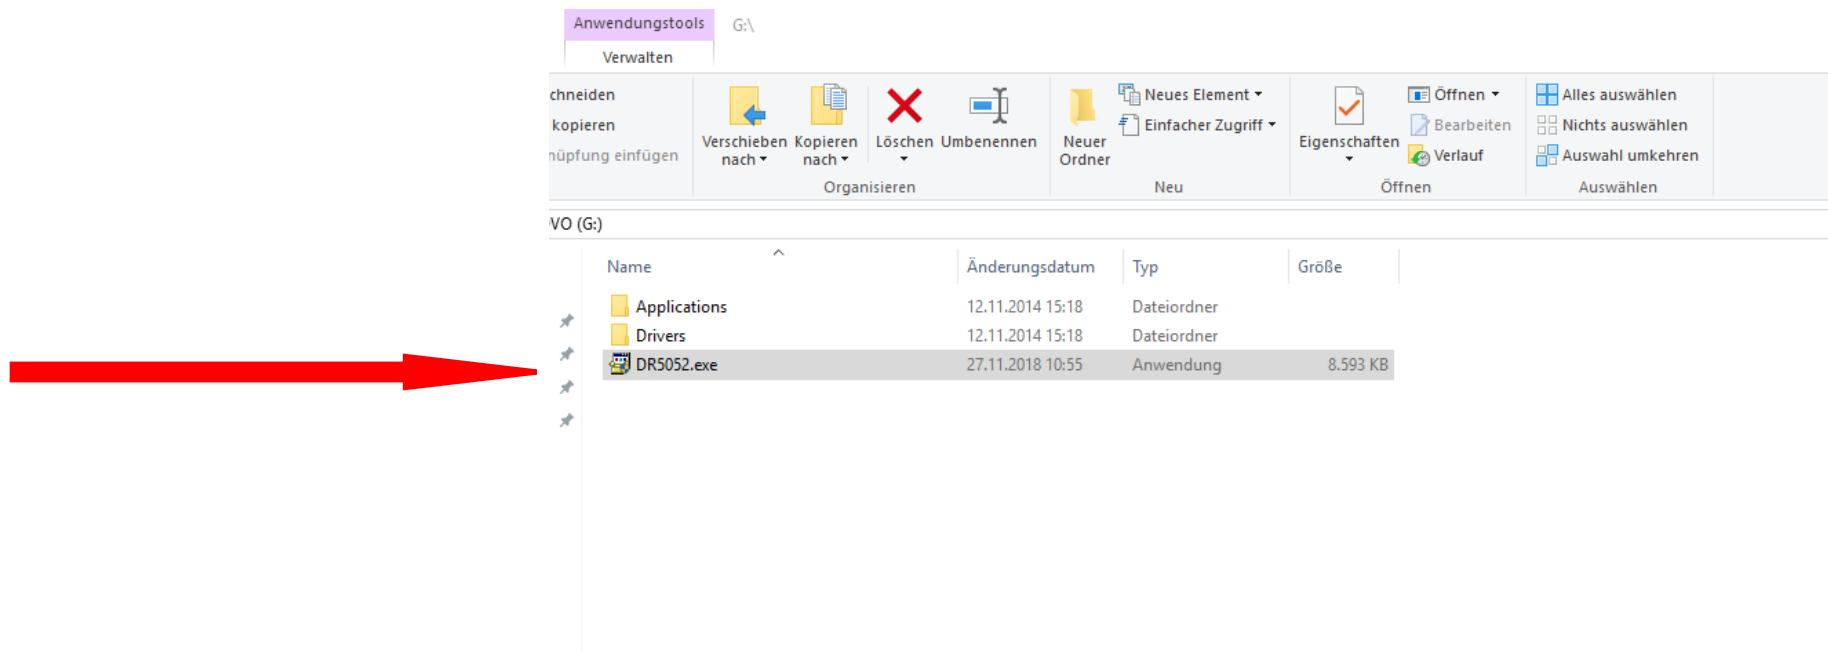 Anwendungstools G:\
Verwalten
chneiden
kopieren
nüpfung einfügen
Verschieben nach
Kopieren nach
Löschen
Umbenennen
Organisieren
Neuer Ordner
Neues Element
Einfacher Zugriff
Neu
Eigenschaften
Öffnen
Bearbeiten
Verlauf
Öffnen
Alles auswählen
Nichts auswählen
Auswahl umkehren
Auswählen
VO (G:)
Name Änderungsdatum Typ Größe
Applications 12.11.2014 15:18 Dateiordner
Drivers 12.11.2014 15:18 Dateiordner
DR5052.exe 27.11.2018 10:55 Anwendung 8.593 KB